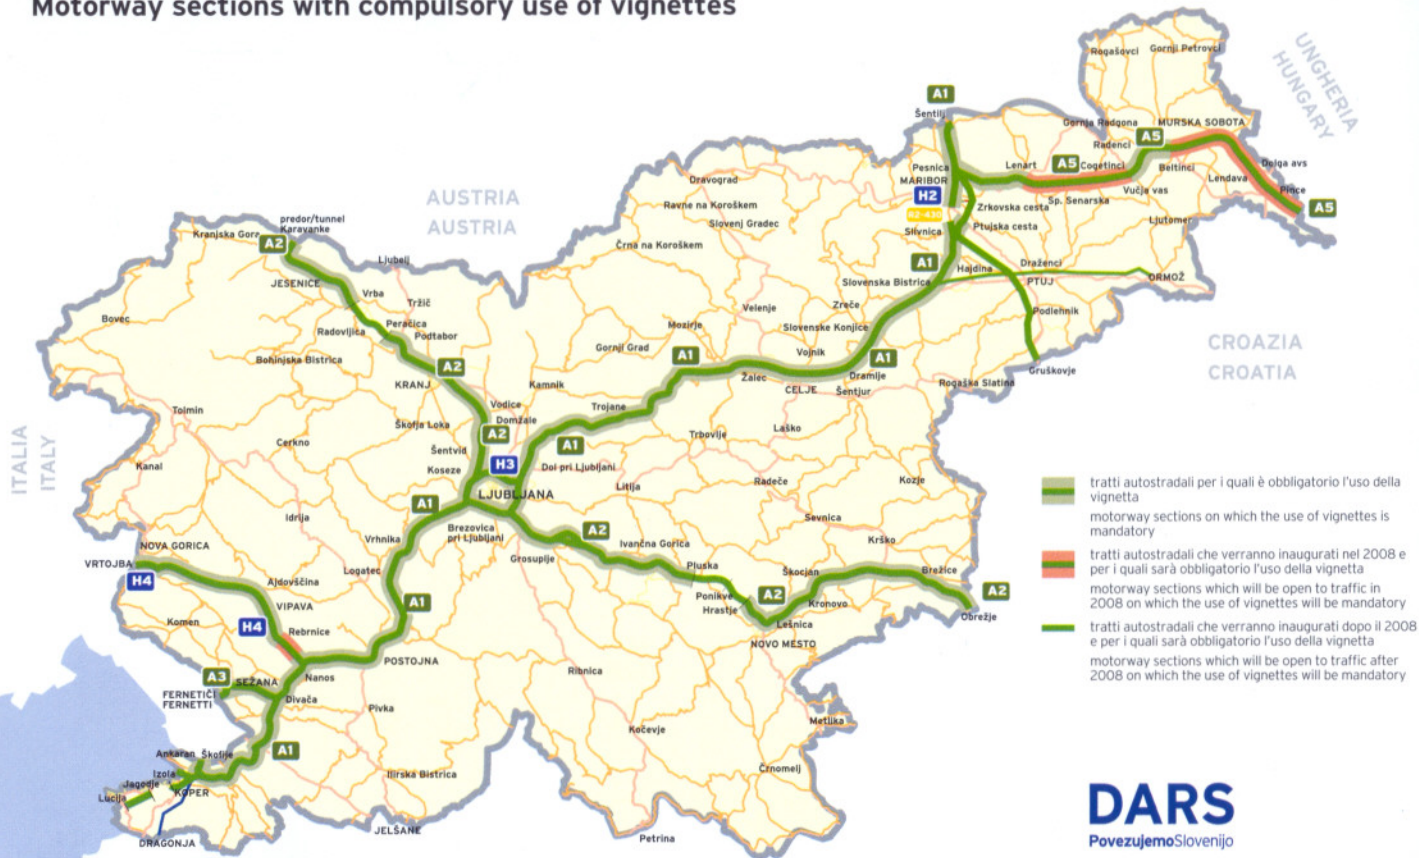 Motorway sections with compulsory use of vignettes
Rogašovci
Gornji Petrovci
UNGHERIA
HUNGARY
A1
Šentilj
Gornja Radgona
MURSKA SOBOTA
A5
Radenci
Pesnica
MARIBOR
Lenart
A5
Cogetinci
Beltinci
Dolga vas
Lendava
Pince
A5
H2
Vučja vas
Sp. Senarska
Zrkovska cesta
R2-430
Slivnica
Ptujska cesta
Ljutomer
Dravograd
Ravne na Koroškem
Slovenj Gradec
Črna na Koroškem
AUSTRIA
AUSTRIA
predor/tunnel
Karavanke
Kranjska Gora
A2
Ljubelj
JESENICE
Vrba
Tržič
A1
Hajdina
Draženci
PTUJ
ORMOŽ
Slovenska Bistrica
Podlehnik
Bovec
Peračica
Radovljica
Podtabor
Velenje
Zreče
Mozirje
Slovenske Konjice
Bohinjska Bistrica
A2
Gornji Grad
A1
Vojnik
A1
Gruškovje
CROAZIA
CROATIA
KRANJ
Kamnik
Žalec
CELJE
Dramlje
Šentjur
Rogaška Slatina
Tolmin
Vodice
Trojane
Škofja Loka
Domžale
Laško
Trbovlje
Cerkno
A2
A1
Šentvid
ITALIA
ITALY
Kanal
Koseze
H3
Dol pri Ljubljani
Litija
Radeče
Kozje
LJUBLJANA
A1
Sevnica
Idrija
Vrhnika
Brezovica
pri Ljubljani
A2
Ivančna Gorica
Krško
Grosuplje
NOVA GORICA
VRTOJBA
H4
Logatec
Pluska
Škocjan
Brežice
Ajdovščina
VIPAVA
A1
Ponikve
Hrastje
A2
Kronovo
A2
Obrežje
Komen
H4
Rebrnice
Lešnica
NOVO MESTO
POSTOJNA
Nanos
Ribnica
A3
SEŽANA
FERNETIČI
FERNETTI
Divača
Pivka
Metlika
Kočevje
A1
Ankaran
Škofije
Izola
Jagodje
Lucija
KOPER
Ilirska Bistrica
Črnomelj
DRAGONJA
JELŠANE
Petrina
tratti autostradali per i quali è obbligatorio l'uso della
vignetta
motorway sections on which the use of vignettes is
mandatory
tratti autostradali che verranno inaugurati nel 2008 e
per i quali sarà obbligatorio l'uso della vignetta
motorway sections which will be open to traffic in
2008 on which the use of vignettes will be mandatory
tratti autostradali che verranno inaugurati dopo il 2008
e per i quali sarà obbligatorio l'uso della vignetta
motorway sections which will be open to traffic after
2008 on which the use of vignettes will be mandatory
DARS
PovezujemoSlovenijo